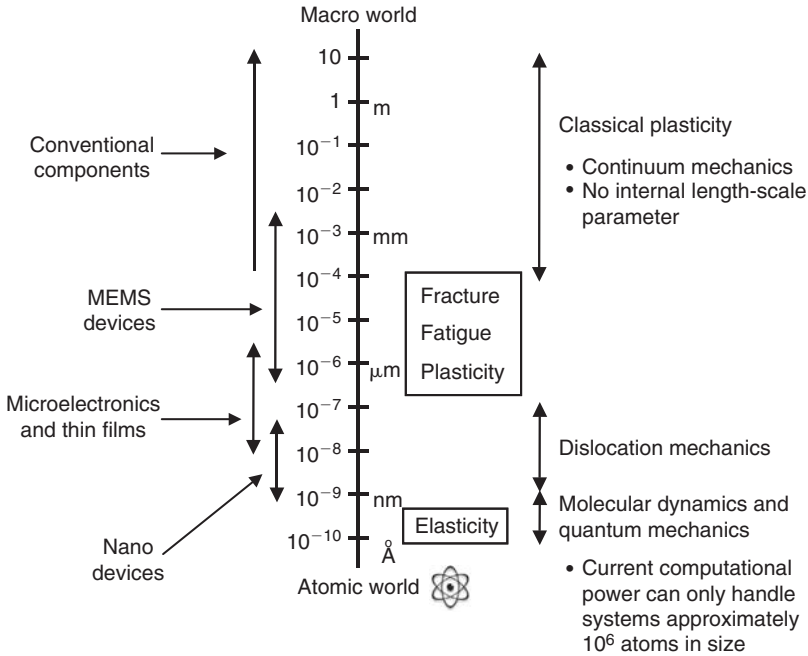 Macro world
10
1
m
10⁻¹
10⁻²
10⁻³
mm
10⁻⁴
10⁻⁵
10⁻⁶
μm
10⁻⁷
10⁻⁸
10⁻⁹
nm
10⁻¹⁰
Å
Atomic world
Conventional
components
MEMS
devices
Microelectronics
and thin films
Nano
devices
Fracture
Fatigue
Plasticity
Elasticity
Classical plasticity
• Continuum mechanics
• No internal length-scale
parameter
Dislocation mechanics
Molecular dynamics and
quantum mechanics
• Current computational
power can only handle
systems approximately
10⁶ atoms in size